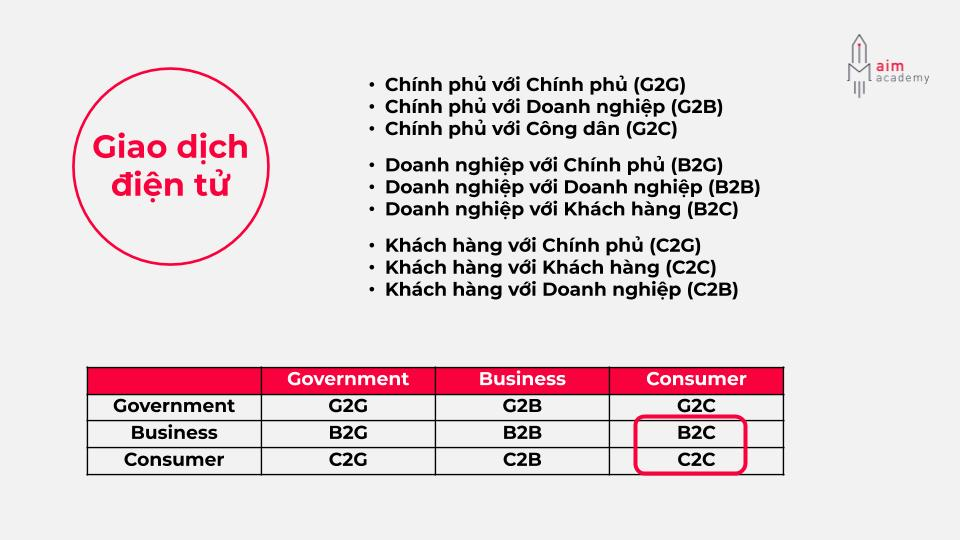 aim
academy
Giao dịch
điện tử
• Chính phủ với Chính phủ (G2G)
• Chính phủ với Doanh nghiệp (G2B)
• Chính phủ với Công dân (G2C)
• Doanh nghiệp với Chính phủ (B2G)
• Doanh nghiệp với Doanh nghiệp (B2B)
• Doanh nghiệp với Khách hàng (B2C)
• Khách hàng với Chính phủ (C2G)
• Khách hàng với Khách hàng (C2C)
• Khách hàng với Doanh nghiệp (C2B)
Government Business Consumer
Government G2G G2B G2C
Business B2G B2B B2C
Consumer C2G C2B C2C